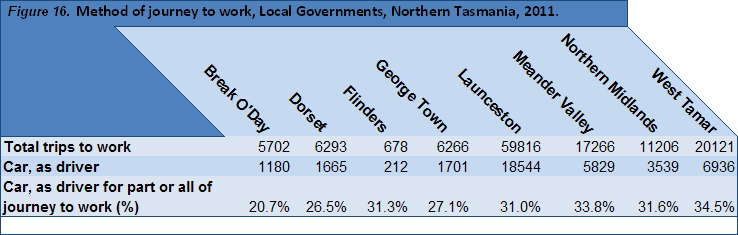 Figure 16. Method of journey to work, Local Governments, Northern Tasmania, 2011.
Break O'Day Dorset Flinders George Town Launceston Meander Valley Northern Midlands West Tamar
Total trips to work 5702 6293 678 6266 59816 17266 11206 20121
Car, as driver 1180 1665 212 1701 18544 5829 3539 6936
Car, as driver for part or all of
journey to work (%) 20.7% 26.5% 31.3% 27.1% 31.0% 33.8% 31.6% 34.5%